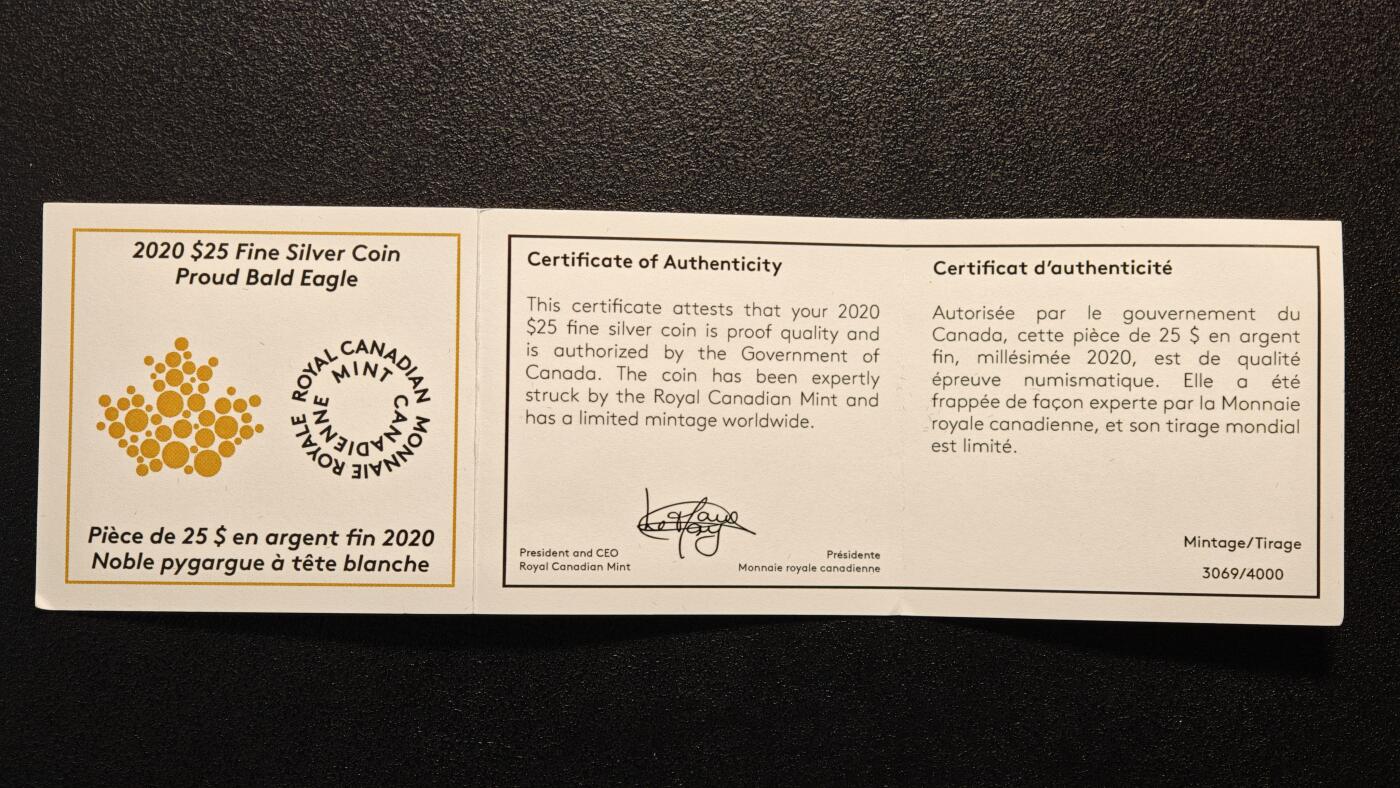 2020 $25 Fine Silver Coin
Proud Bald Eagle
ROYAL CANADIAN MINT
MONNAIE ROYALE CANADIENNE
Pièce de 25 $ en argent fin 2020
Noble pygargue à tête blanche
Certificate of Authenticity
This certificate attests that your 2020
$25 fine silver coin is proof quality and
is authorized by the Government of
Canada. The coin has been expertly
struck by the Royal Canadian Mint and
has a limited mintage worldwide.
President and CEO
Royal Canadian Mint
Présidente
Monnaie royale canadienne
Certificat d'authenticité
Autorisée par le gouvernement du
Canada, cette pièce de 25 $ en argent
fin, millésimée 2020, est de qualité
épreuve numismatique. Elle a été
frappée de façon experte par la Monnaie
royale canadienne, et son tirage mondial
est limité.
Mintage/Tirage
3069/4000